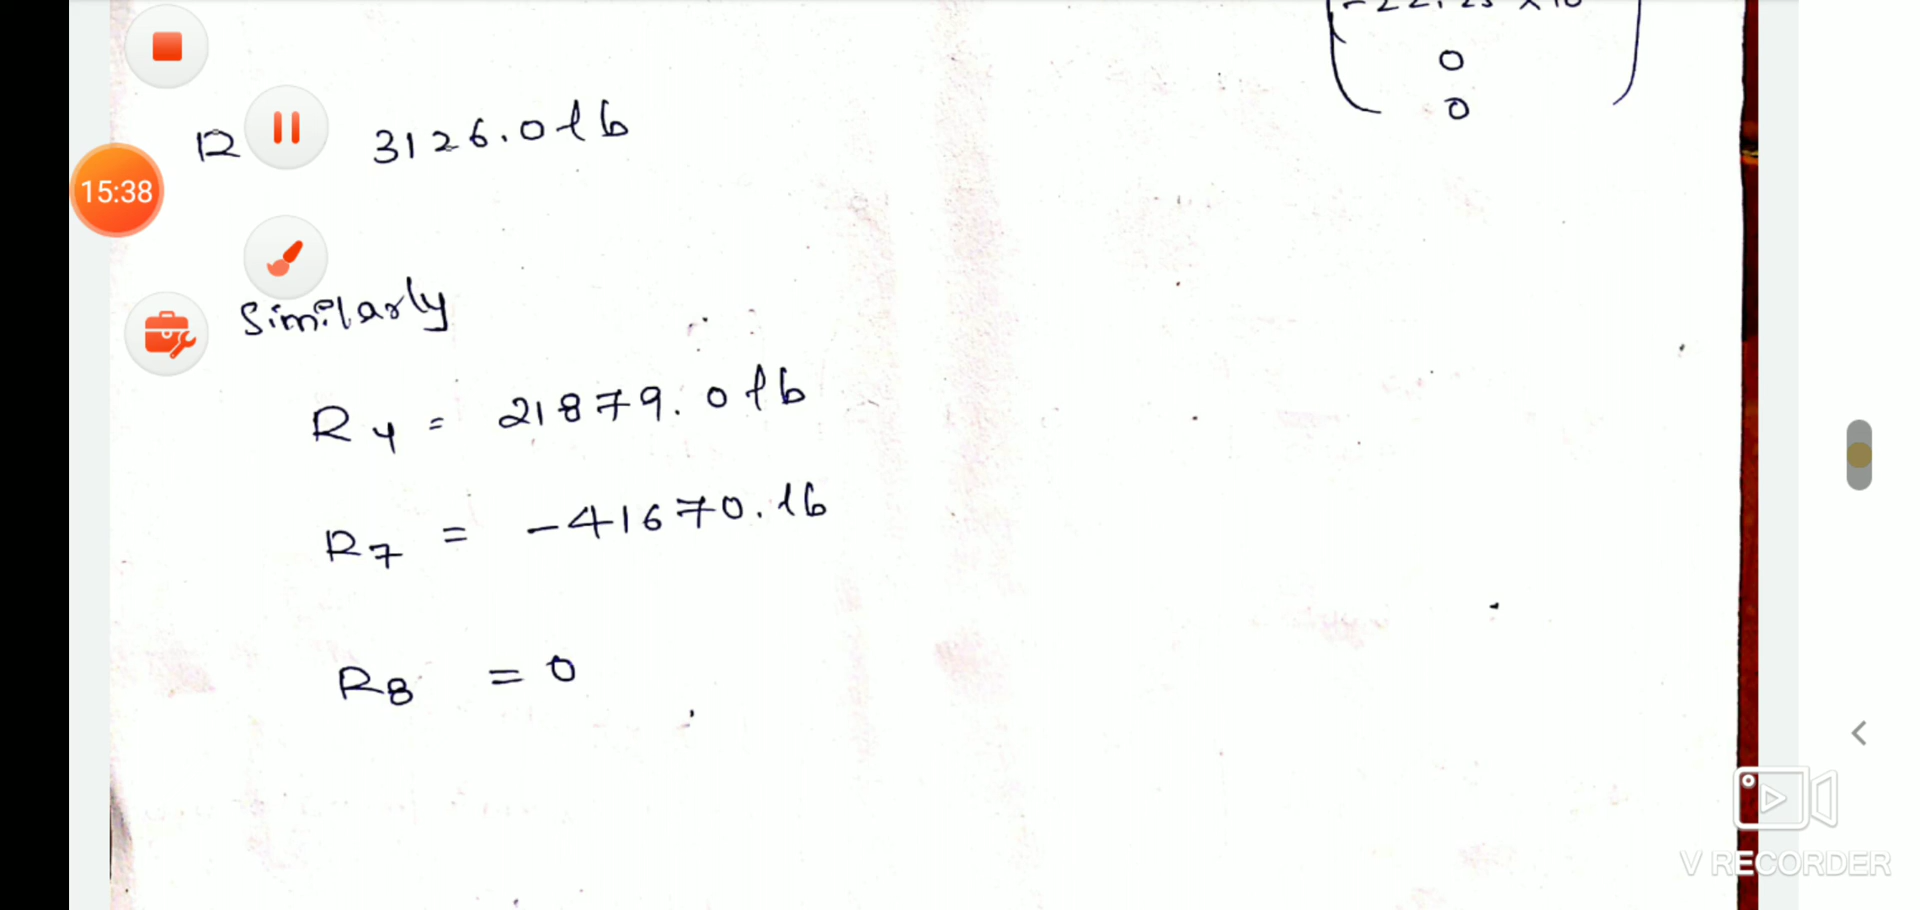 0
0
R 3126.0 lb
15:38
Similarly
R4 = 21879.0 lb
R7 = -41670. lb
R8 = 0
V RECORDER